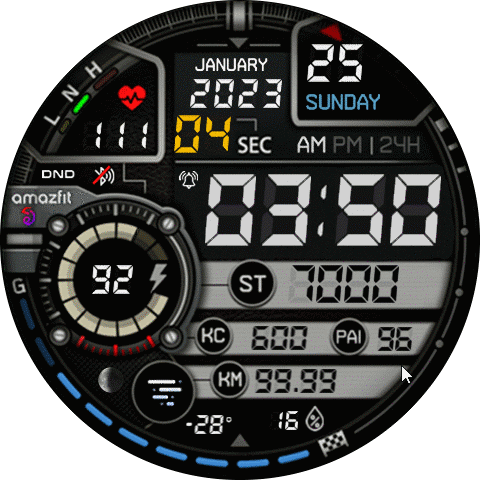 JANUARY
2023
25
SUNDAY
L N H
111
04 SEC
AM PM | 24H
DND
amazfit
03:50
92
G
ST 7000
KC 600 PAI 96
KM 99.99
-28° 16